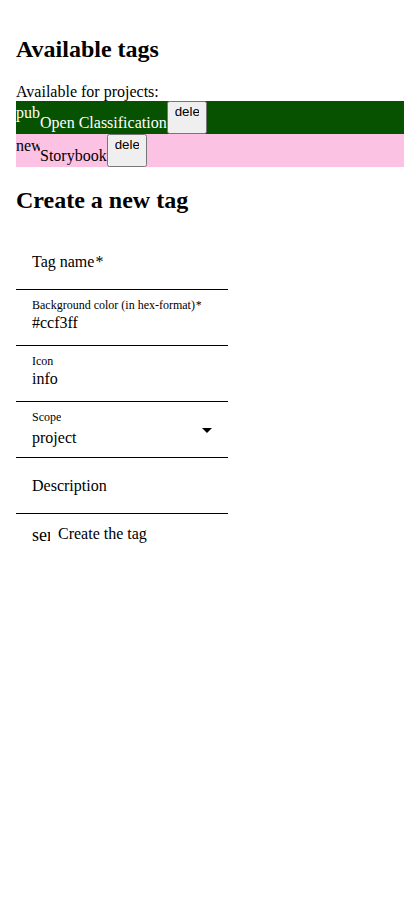 Available tags
Available for projects:
pub Open Classification dele
new Storybook dele
Create a new tag
Tag name*
Background color (in hex-format)*
#ccf3ff
Icon
info
Scope
project
Description
Create the tag